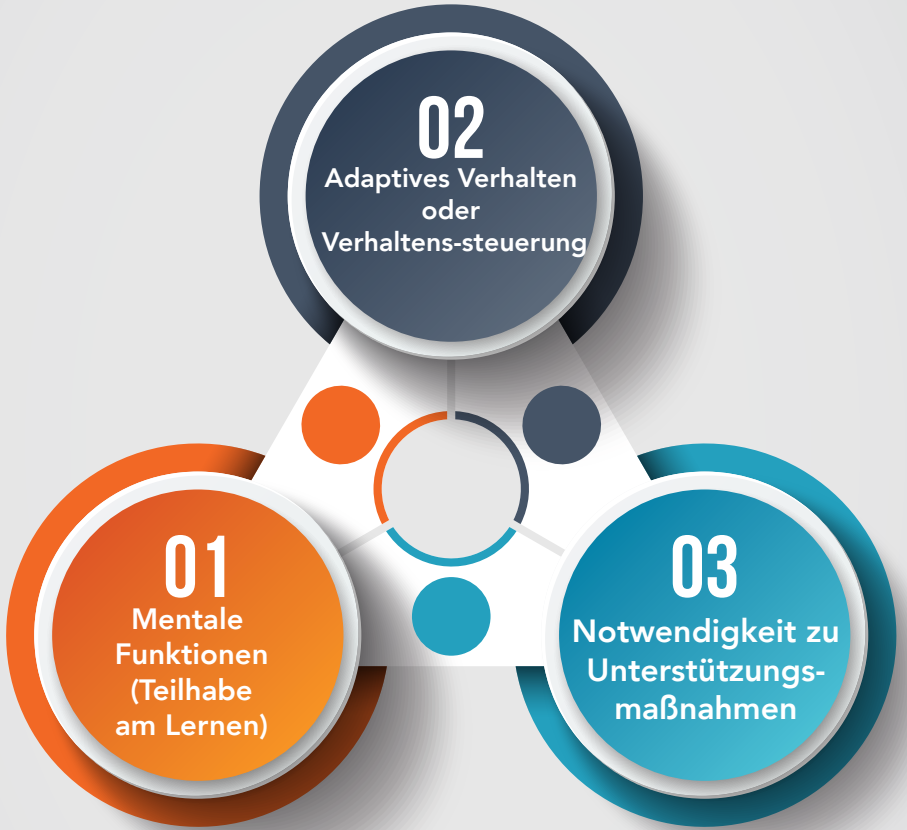 02
Adaptives Verhalten
oder
Verhaltens-steuerung
01
Mentale
Funktionen
(Teilhabe
am Lernen)
03
Notwendigkeit zu
Unterstützungs-
maßnahmen